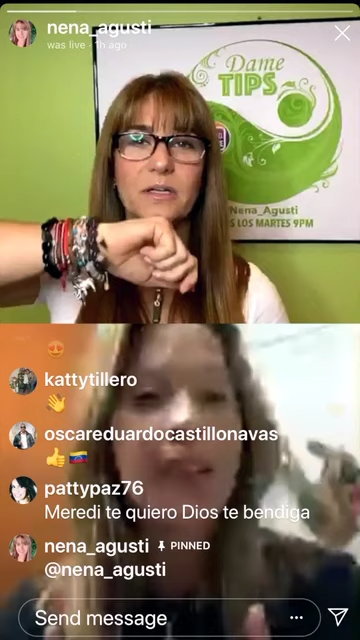 nena_agusti
was live · 1h ago
Dame
TIPS
Nena_Agusti
S LOS MARTES 9PM
kattytillero
👋
oscareduardocastillonavas
👍🇻🇪
pattypaz76
Meredi te quiero Dios te bendiga
nena_agusti PINNED
@nena_agusti
Send message